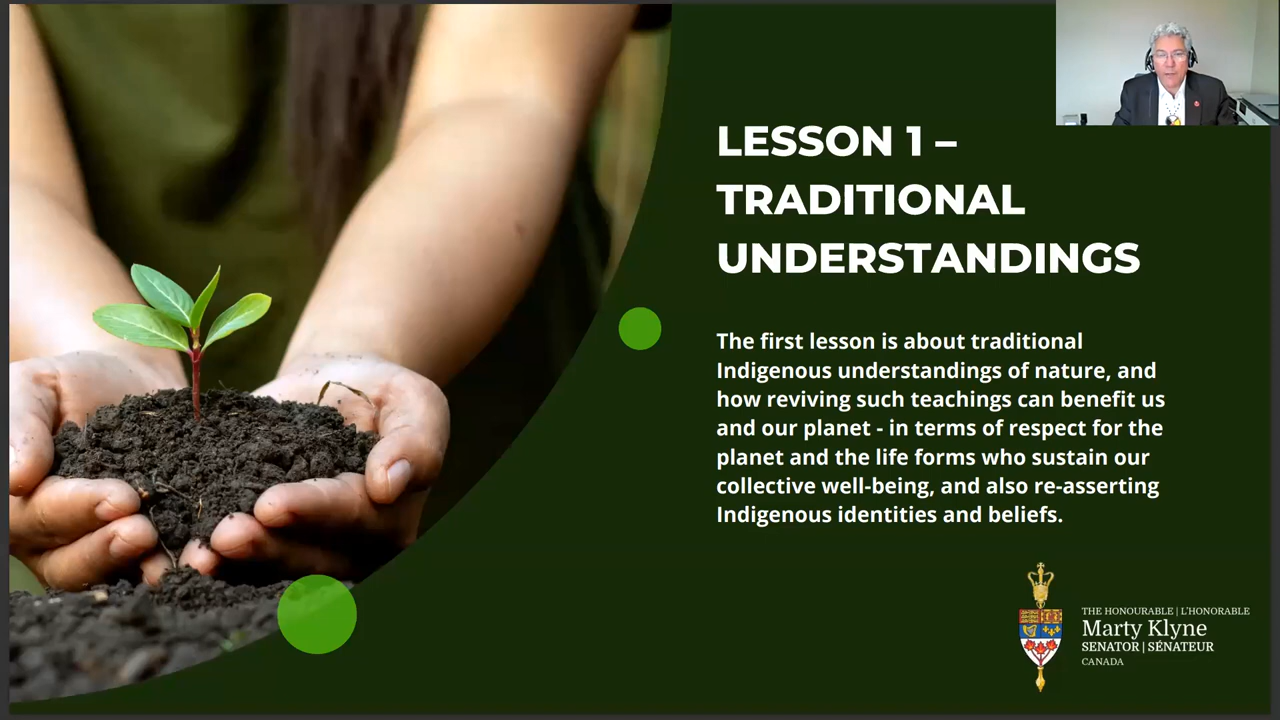 LESSON 1 –
TRADITIONAL
UNDERSTANDINGS
The first lesson is about traditional
Indigenous understandings of nature, and
how reviving such teachings can benefit us
and our planet - in terms of respect for the
planet and the life forms who sustain our
collective well-being, and also re-asserting
Indigenous identities and beliefs.
THE HONOURABLE | L'HONORABLE
Marty Klyne
SENATOR | SÉNATEUR
CANADA